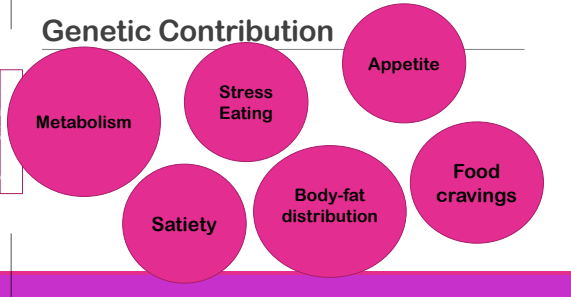 Genetic Contribution
Appetite
Stress
Eating
Metabolism
Food
cravings
Body-fat
distribution
Satiety